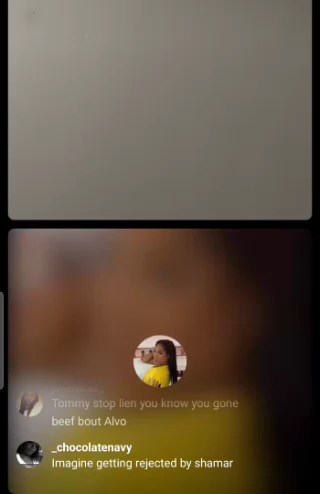 Tommy stop lien you know you gone
beef bout Alvo
_chocolatenavy
Imagine getting rejected by shamar